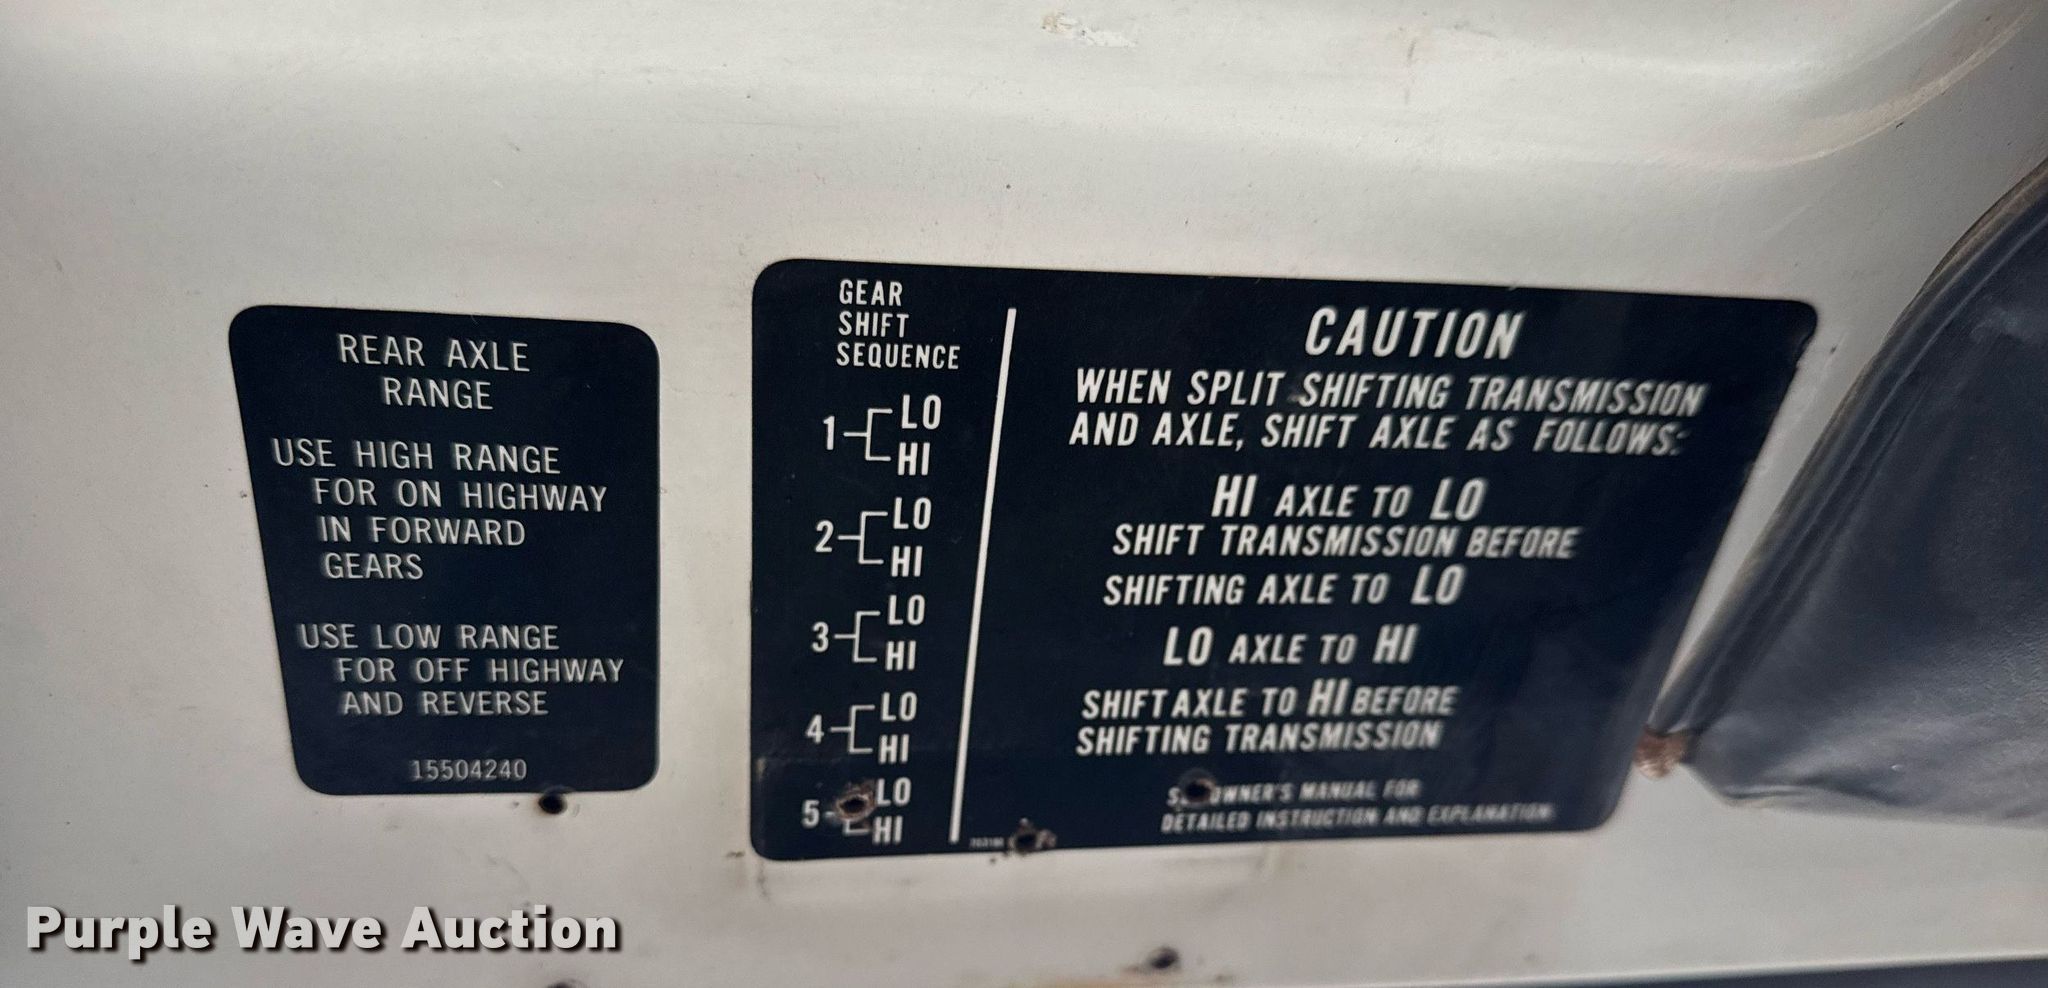 REAR AXLE
RANGE
USE HIGH RANGE
FOR ON HIGHWAY
IN FORWARD
GEARS
USE LOW RANGE
FOR OFF HIGHWAY
AND REVERSE
15504240
GEAR
SHIFT
SEQUENCE
1 LO
HI
2 LO
HI
3 LO
HI
4 LO
HI
5 LO
HI
CAUTION
WHEN SPLIT SHIFTING TRANSMISSION
AND AXLE, SHIFT AXLE AS FOLLOWS:
HI AXLE TO LO
SHIFT TRANSMISSION BEFORE
SHIFTING AXLE TO LO
LO AXLE TO HI
SHIFT AXLE TO HI BEFORE
SHIFTING TRANSMISSION
OWNER'S MANUAL FOR
DETAILED INSTRUCTION AND EXPLANATION
Purple Wave Auction